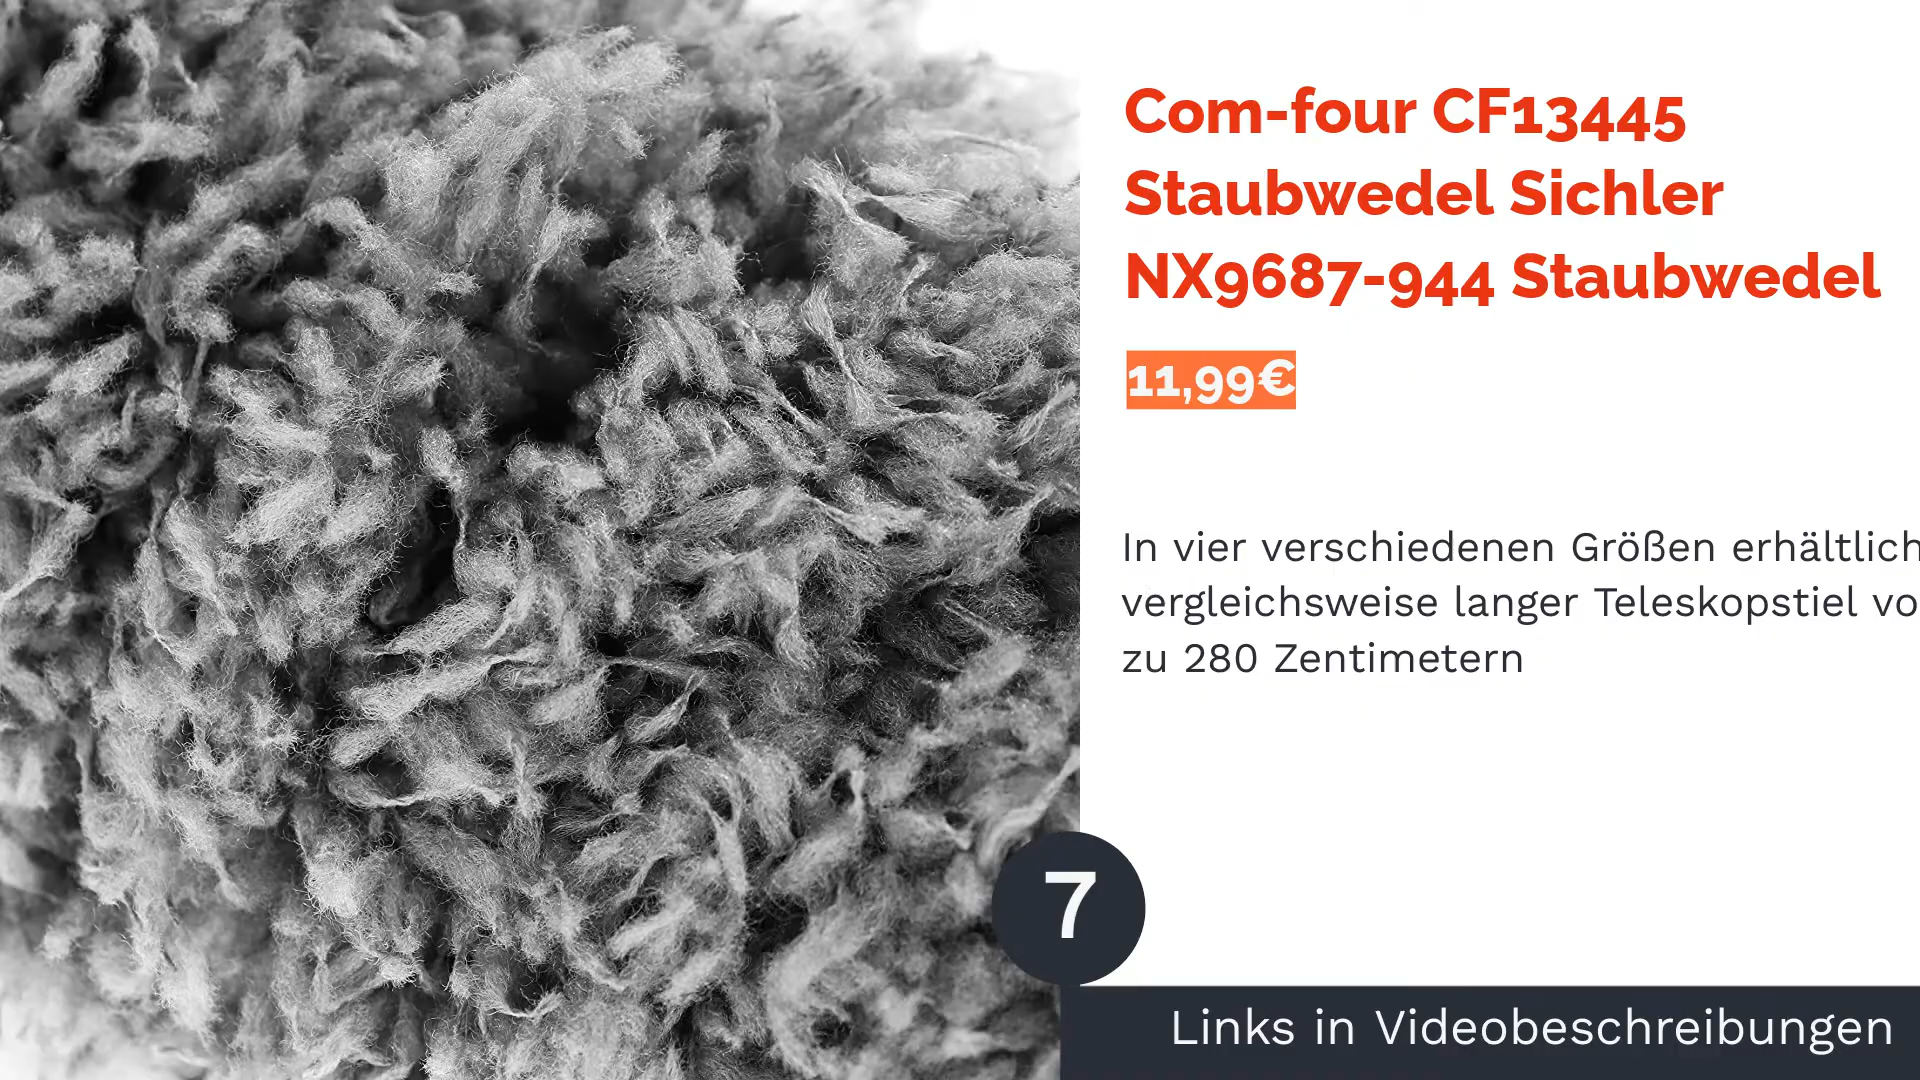 Com-four CF13445
Staubwedel Sichler
NX9687-944 Staubwedel
11,99€
In vier verschiedenen Größen erhältlich
vergleichsweise langer Teleskopstiel vo
zu 280 Zentimetern
7
Links in Videobeschreibungen